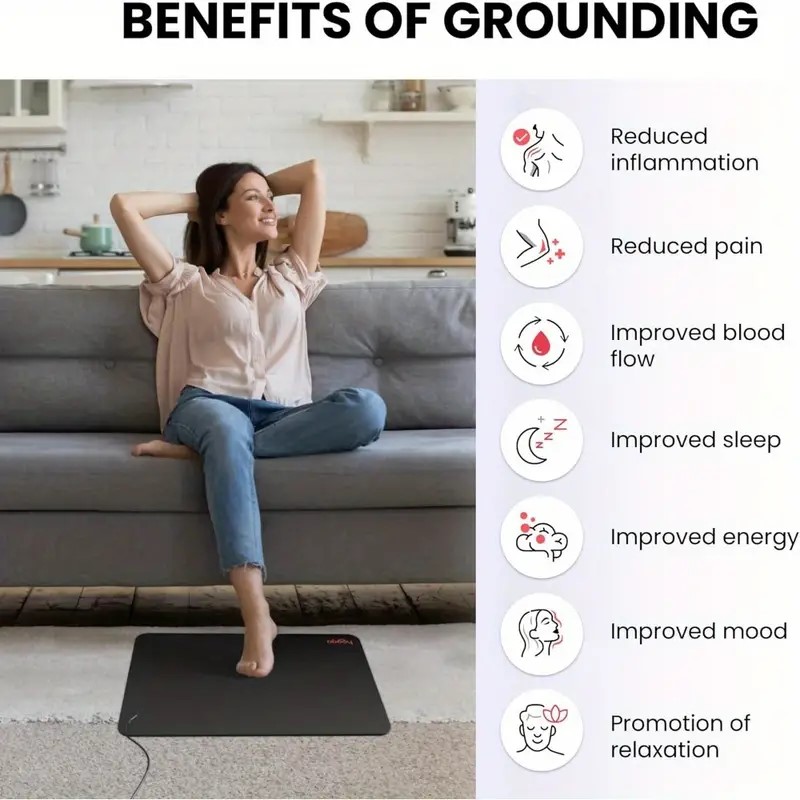 BENEFITS OF GROUNDING
Reduced
inflammation
Reduced pain
Improved blood
flow
Improved sleep
Improved energy
Improved mood
Promotion of
relaxation